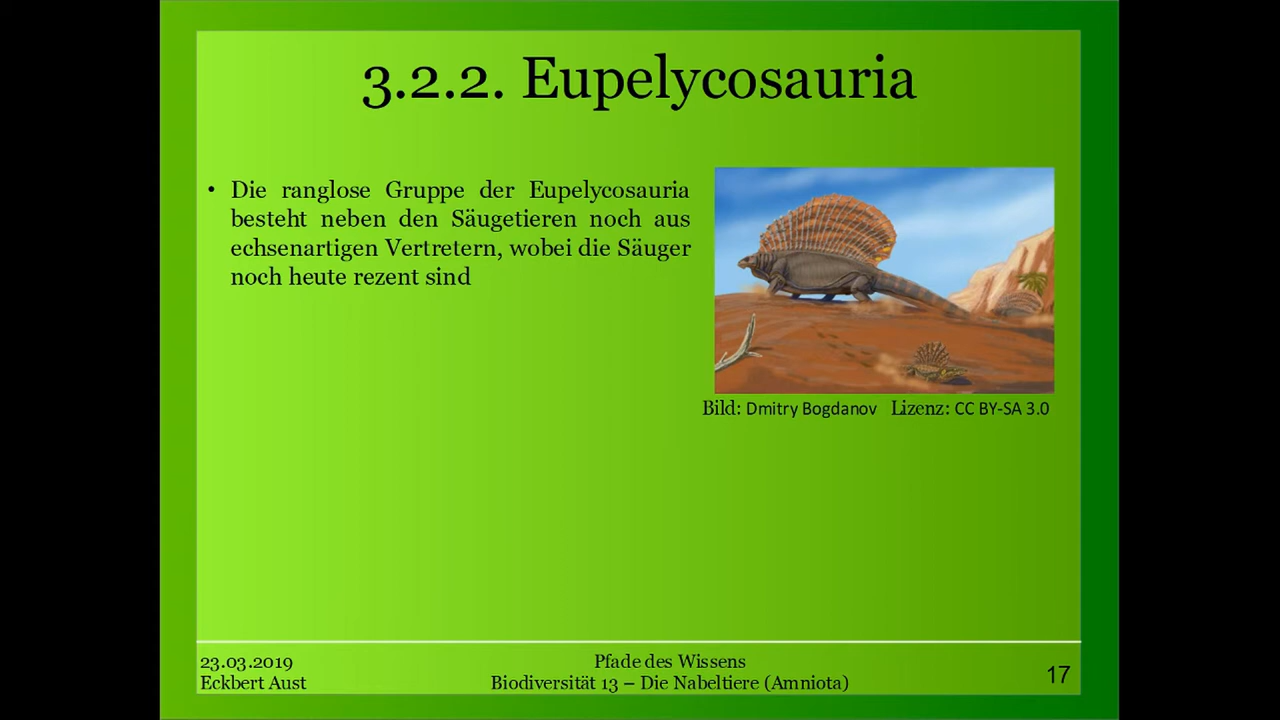 3.2.2. Eupelycosauria
• Die ranglose Gruppe der Eupelycosauria
besteht neben den Säugetieren noch aus
echsenartigen Vertretern, wobei die Säuger
noch heute rezent sind
Bild: Dmitry Bogdanov Lizenz: CC BY-SA 3.0
23.03.2019
Eckbert Aust
Pfade des Wissens
Biodiversität 13 – Die Nabeltiere (Amniota)
17